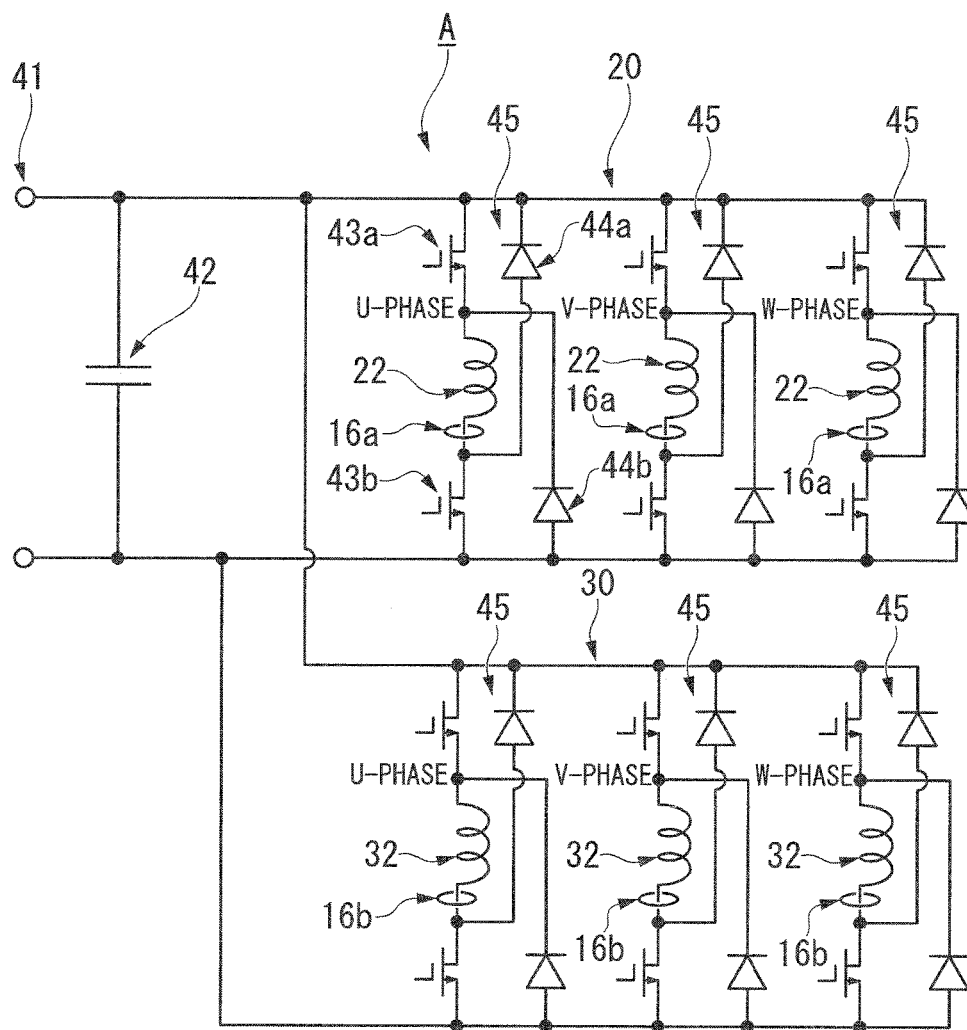 A
41
20
45
45
45
43a
44a
42
U-PHASE
V-PHASE
W-PHASE
22
22
22
16a
16a
16a
43b
44b
30
45
45
45
U-PHASE
V-PHASE
W-PHASE
32
32
32
16b
16b
16b